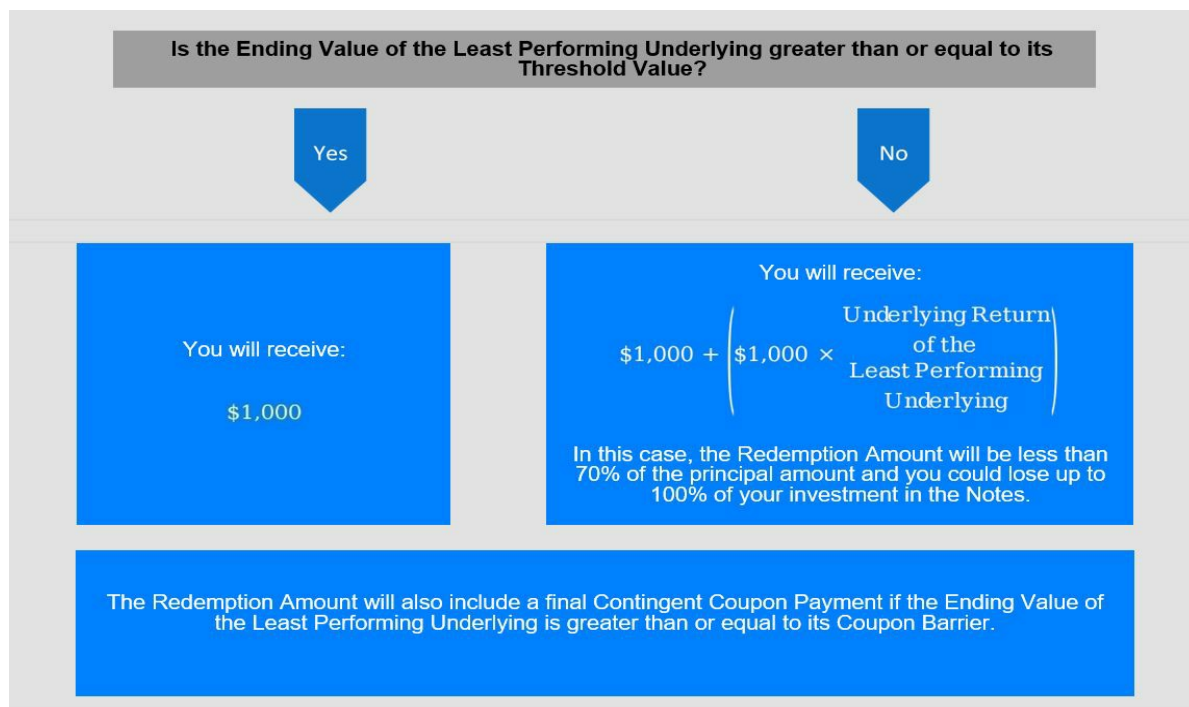 Is the Ending Value of the Least Performing Underlying greater than or equal to its
Threshold Value?
Yes
No
You will receive:
$1,000
You will receive:
$1,000 + ($1,000 × Underlying Return
of the
Least Performing
Underlying)
In this case, the Redemption Amount will be less than
70% of the principal amount and you could lose up to
100% of your investment in the Notes.
The Redemption Amount will also include a final Contingent Coupon Payment if the Ending Value of
the Least Performing Underlying is greater than or equal to its Coupon Barrier.